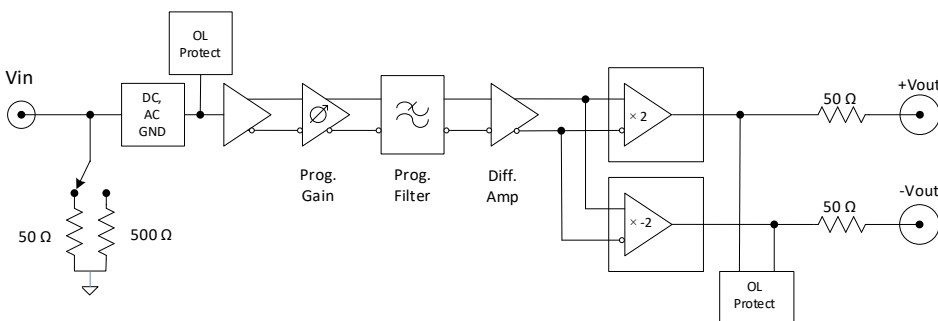 OL
Protect
Vin
DC,
AC
GND
Prog.
Gain
Prog.
Filter
Diff.
Amp
× 2
× -2
50 Ω
+Vout
50 Ω
-Vout
50 Ω
500 Ω
OL
Protect